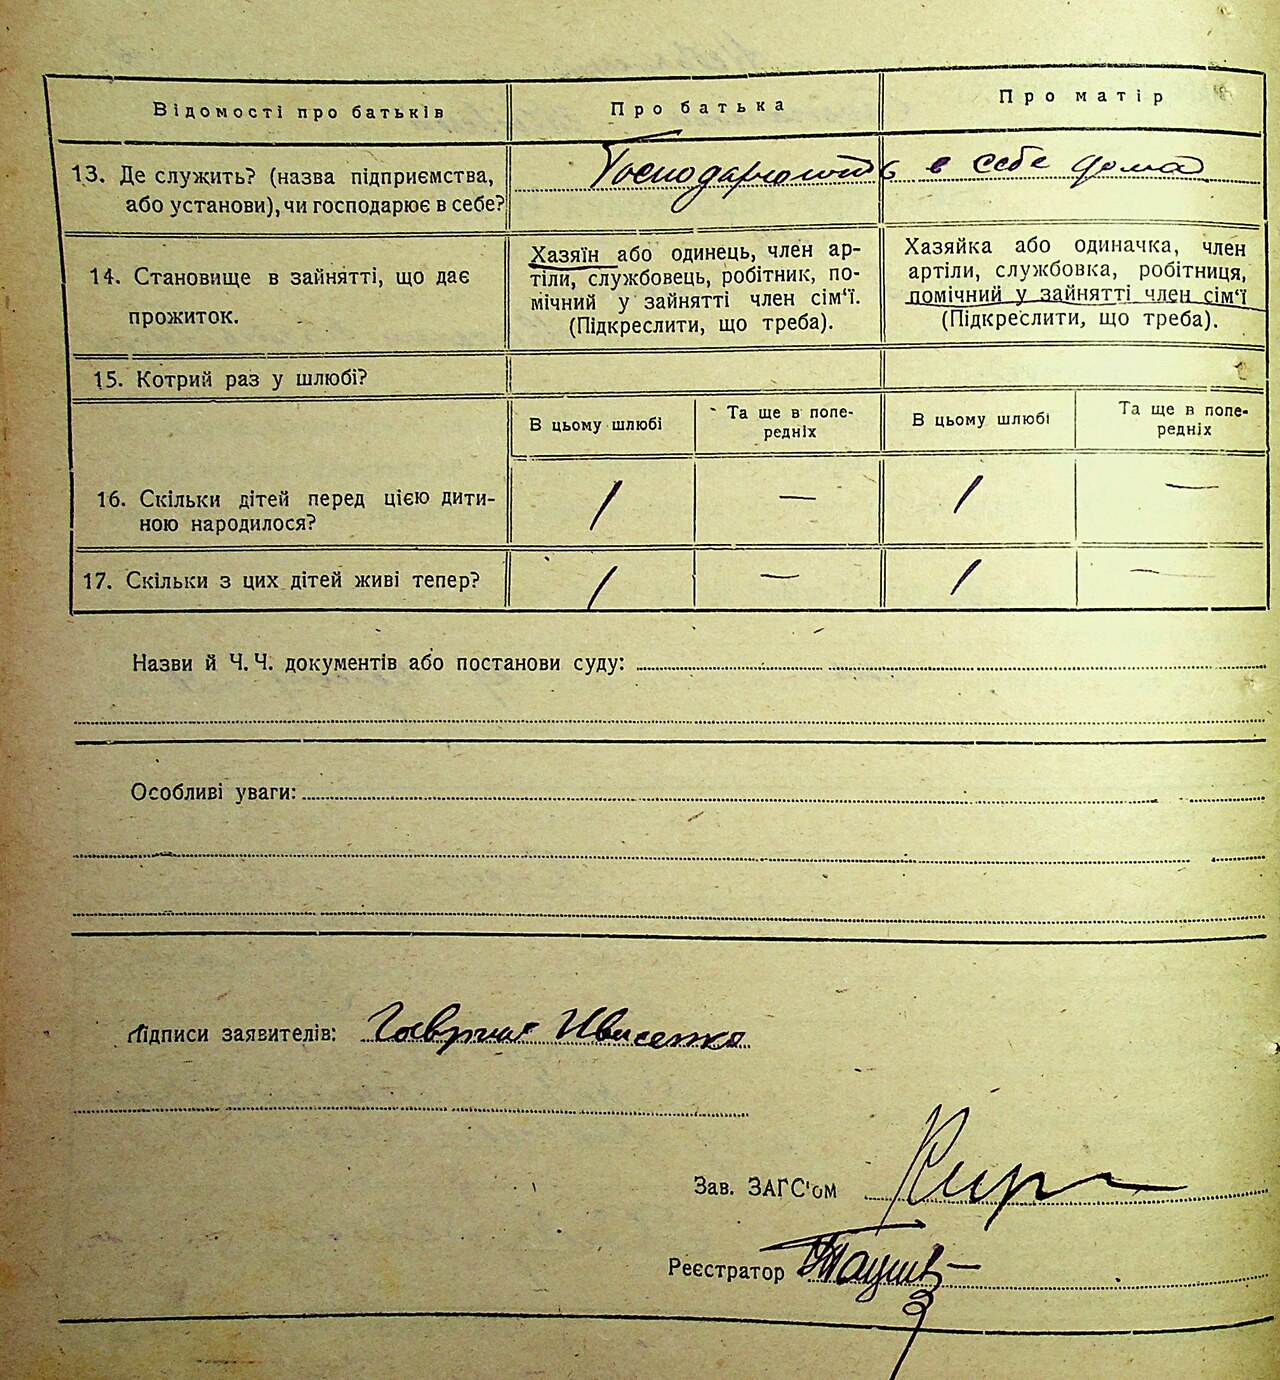 Відомості про батьків Про батька Про матір
13. Де служить? (назва підприємства, або установи), чи господарює в себе?
Господарюють в себе дома
14. Становище в зайнятті, що дає прожиток.
Хазяїн або одинець, член ар-
тіли, службовець, робітник, по-
мічний у зайнятті член сім'ї.
(Підкреслити, що треба).
Хазяйка або одиначка, член
артіли, службовка, робітниця,
помічний у зайнятті член сім'ї
(Підкреслити, що треба).
15. Котрий раз у шлюбі?
В цьому шлюбі Та ще в попе-
редніх В цьому шлюбі Та ще в попе-
редніх
16. Скільки дітей перед цією дити-
ною народилося?
1 — 1 —
17. Скільки з цих дітей живі тепер?
1 — 1 —
Назви й Ч. Ч. документів або постанови суду:
Особливі уваги:
Підписи заявителів:
Зав. ЗАГС'ом
Реєстратор